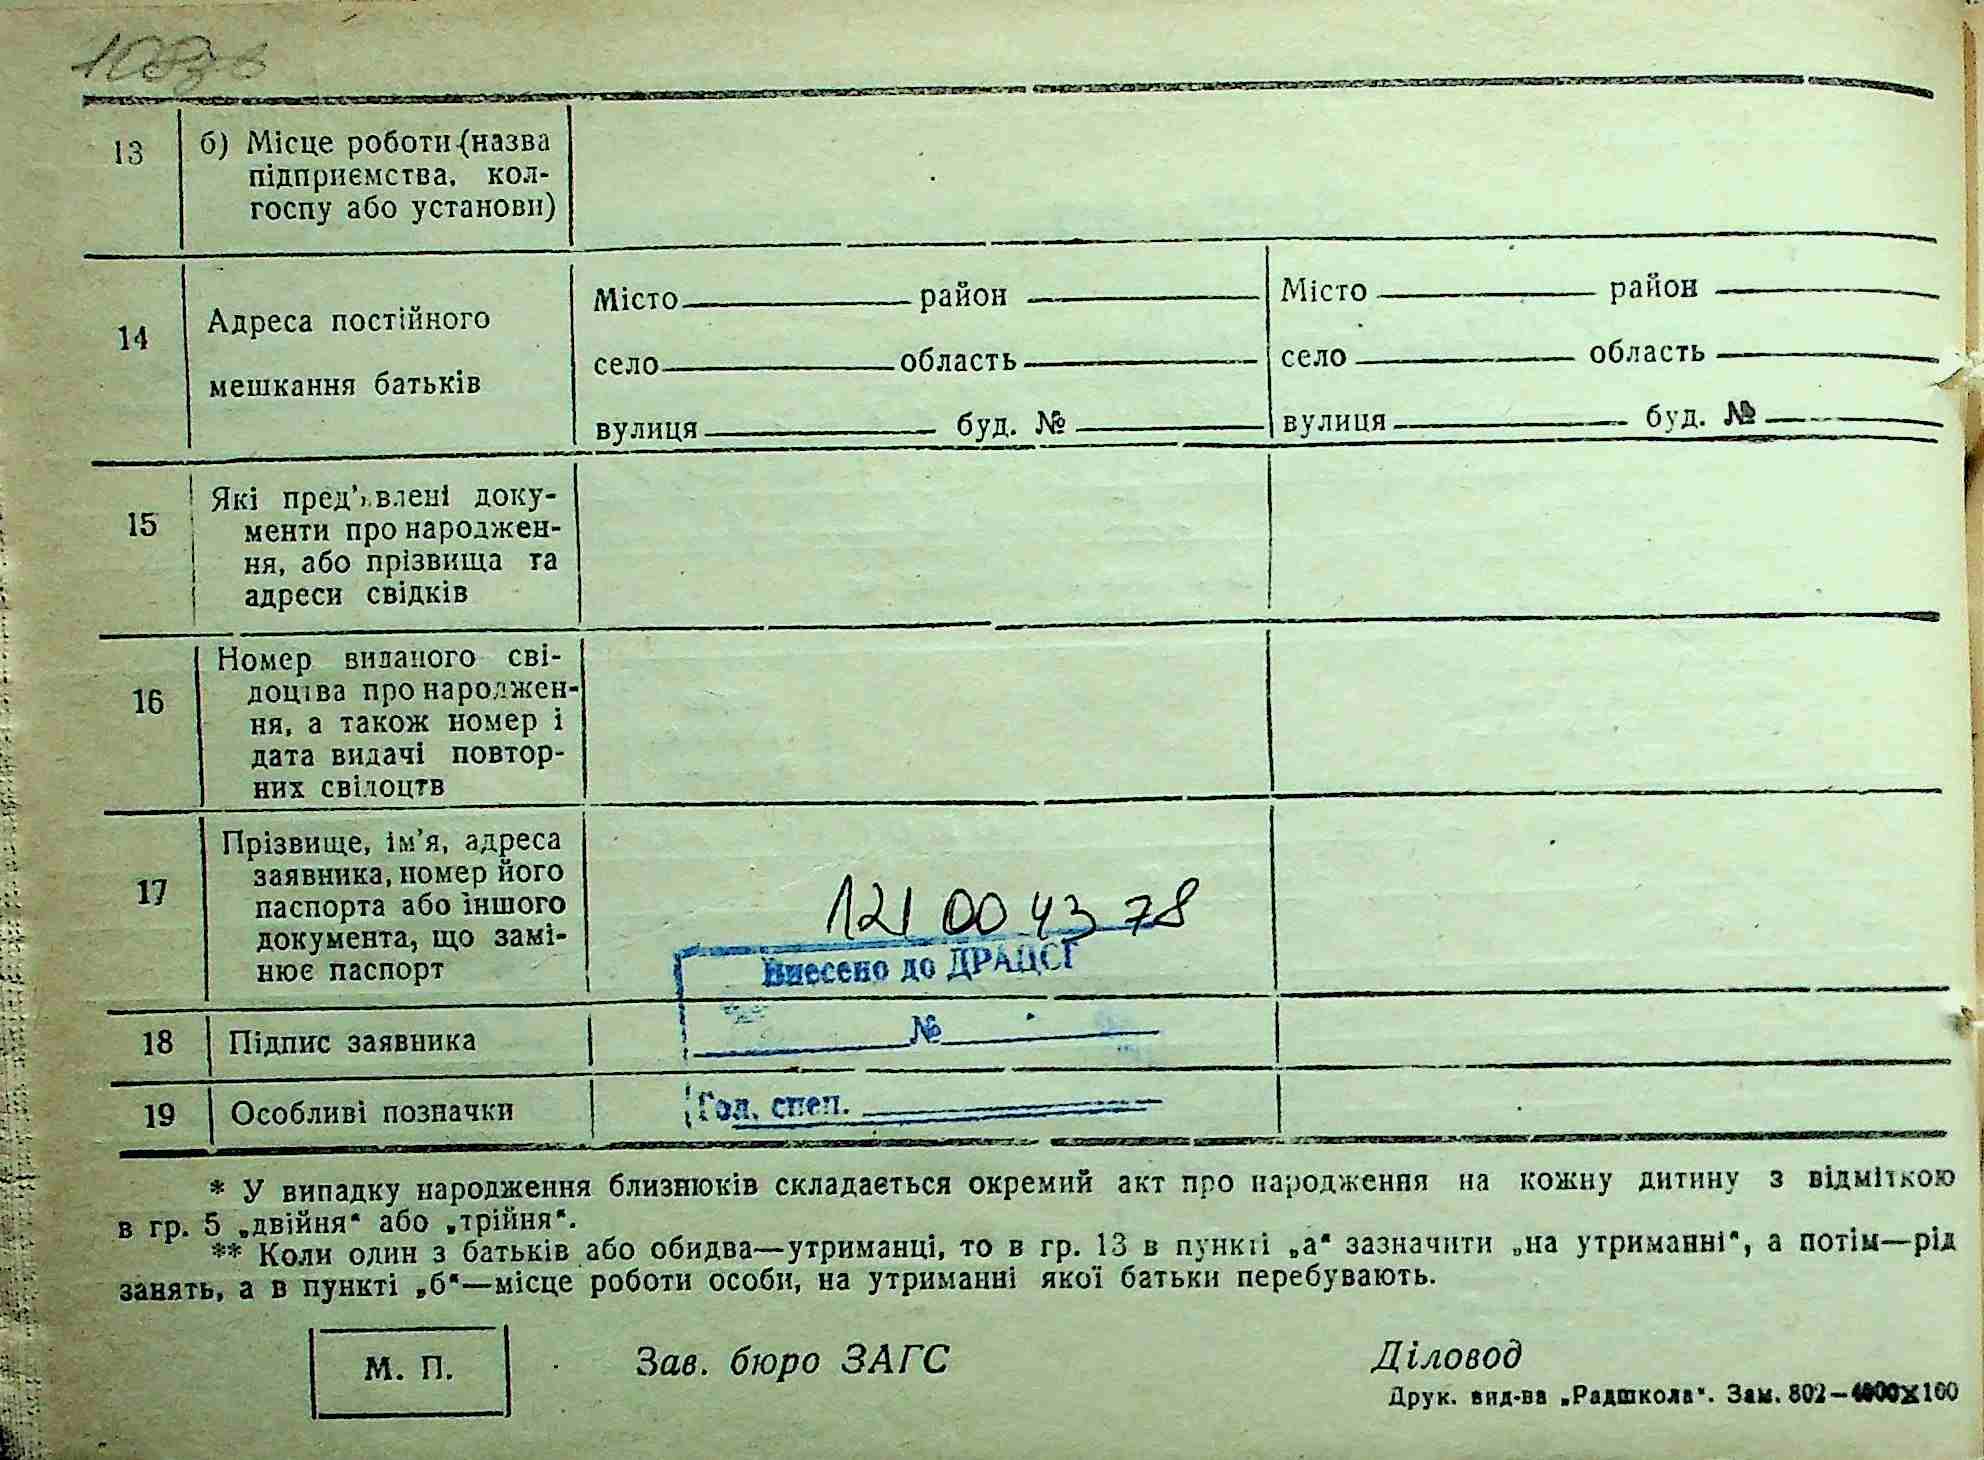 108зв
13
б) Місце роботи (назва
підприємства, кол-
госпу або установи)
14
Адреса постійного
мешкання батьків
Місто район
село область
вулиця буд. №
Місто район
село область
вулиця буд. №
15
Які пред'явлені доку-
менти про народжен-
ня, або прізвища та
адреси свідків
16
Номер виданого сві-
доцтва про народжен-
ня, а також номер і
дата видачі повтор-
них свідоцтв
17
Прізвище, ім'я, адреса
заявника, номер його
паспорта або іншого
документа, що замі-
нює паспорт
121 00 43 78
Внесено до ДРАЦСГ
№
Гол. спец.
18
Підпис заявника
19
Особливі позначки
* У випадку народження близнюків складається окремий акт про народження на кожну дитину з відміткою
в гр. 5 „двійня“ або „трійня“.
** Коли один з батьків або обидва—утриманці, то в гр. 13 в пункті „а“ зазначити „на утриманні“, а потім—рід
занять, а в пункті „б“—місце роботи особи, на утриманні якої батьки перебувають.
М. П.
Зав. бюро ЗАГС
Діловод
Друк. вид-ва „Радшкола“. Зам. 802—4000X100